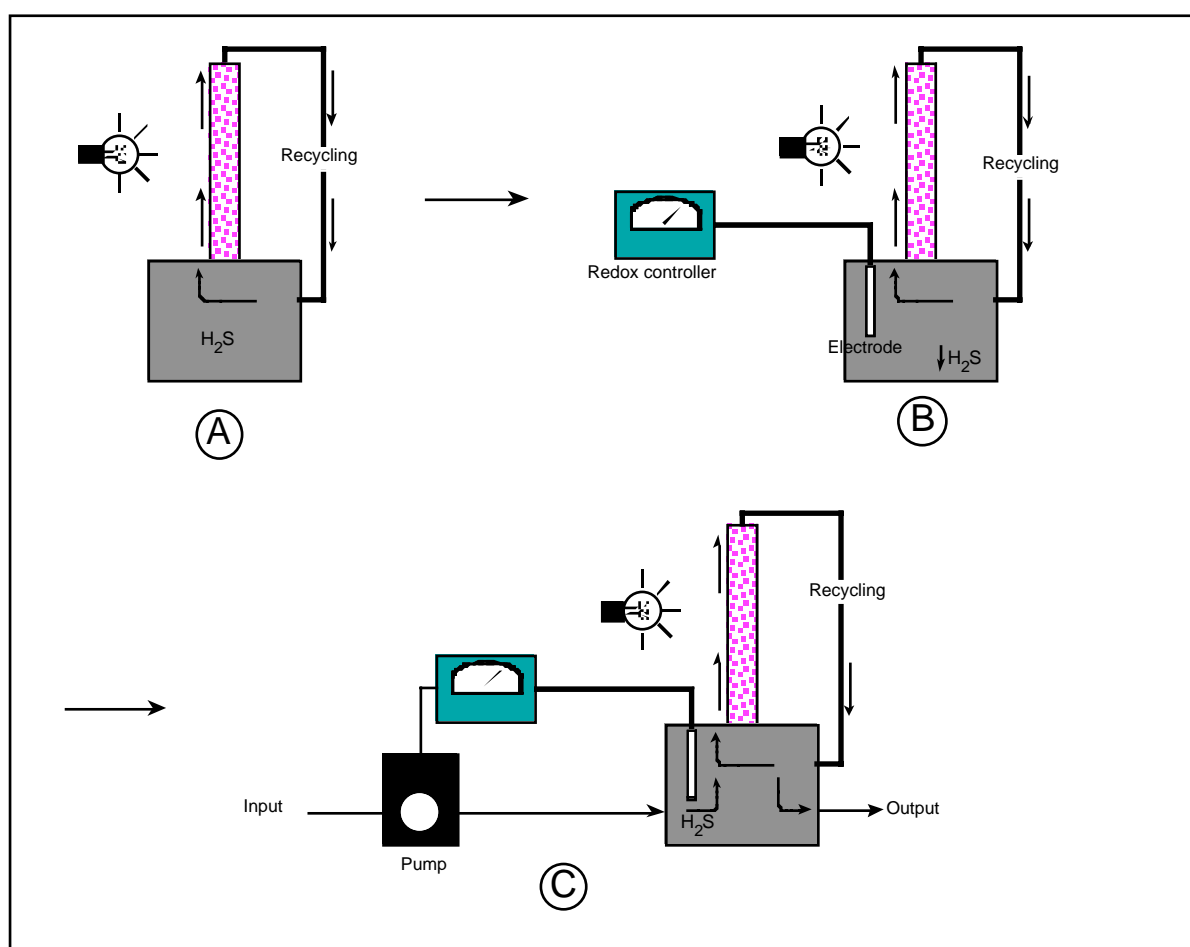 Recycling
H2S
A
Recycling
Redox controller
Electrode
H2S
B
Recycling
Input
H2S
Output
Pump
C